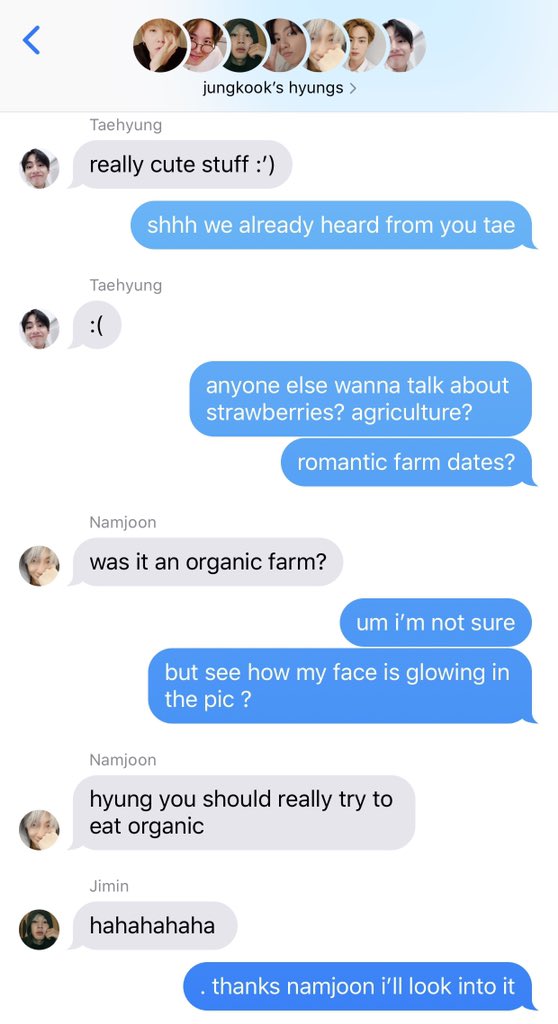 jungkook‘s hyungs
Taehyung
really cute stuff :’)
shhh we already heard from you tae
Taehyung
:(
anyone else wanna talk about
strawberries? agriculture?
romantic farm dates?
Namjoon
was it an organic farm?
um i’m not sure
but see how my face is glowing in
the pic ?
Namjoon
hyung you should really try to
eat organic
Jimin
hahahahaha
. thanks namjoon i’ll look into it